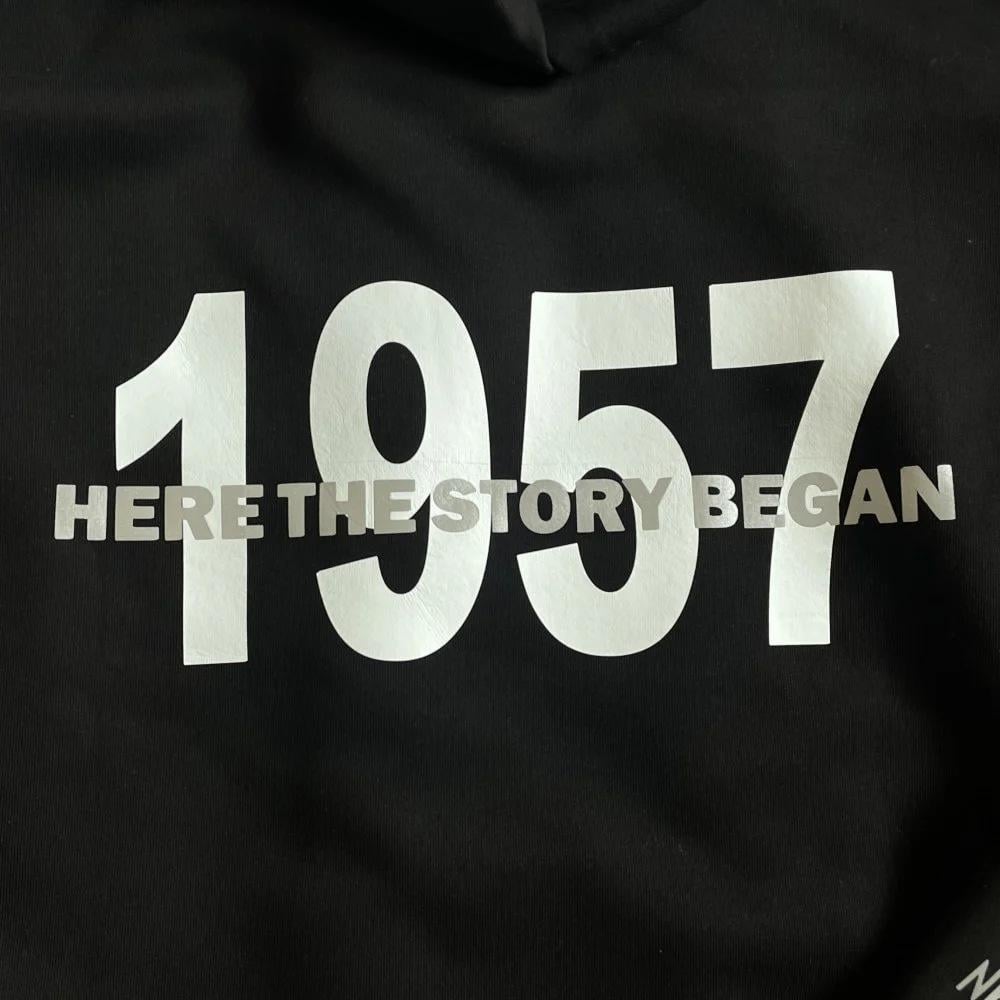 1957
HERE THE STORY BEGAN